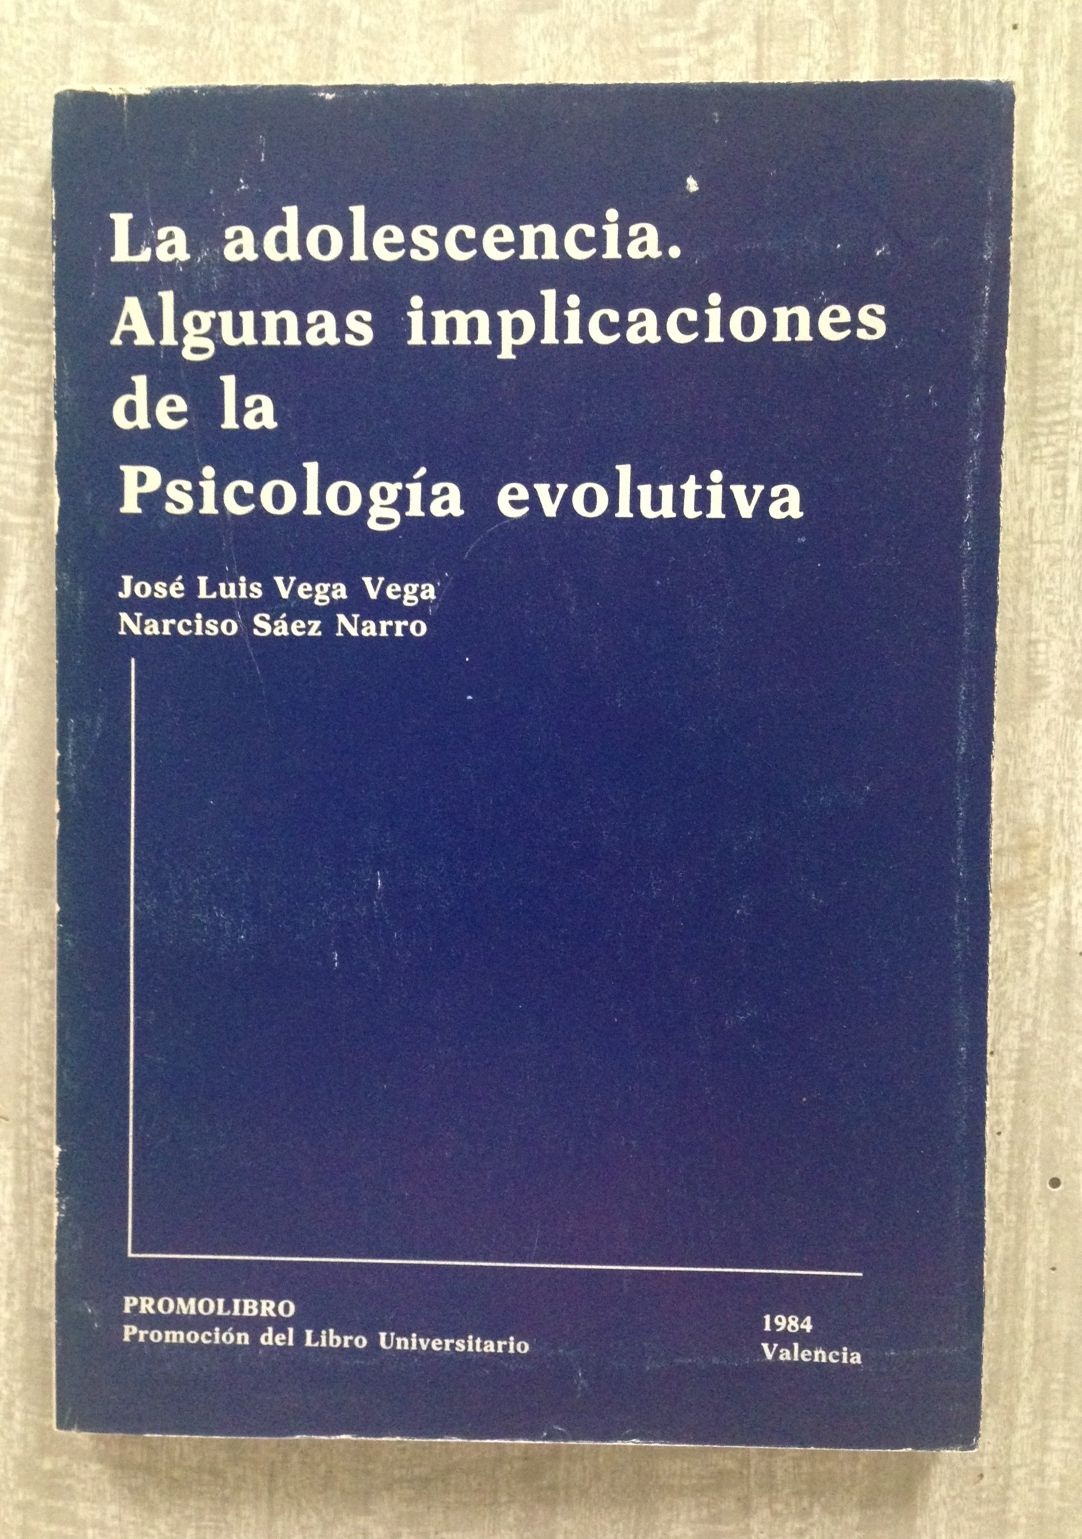 La adolescencia.
Algunas implicaciones
de la
Psicología evolutiva
José Luis Vega Vega
Narciso Sáez Narro
PROMOLIBRO
Promoción del Libro Universitario
1984
Valencia